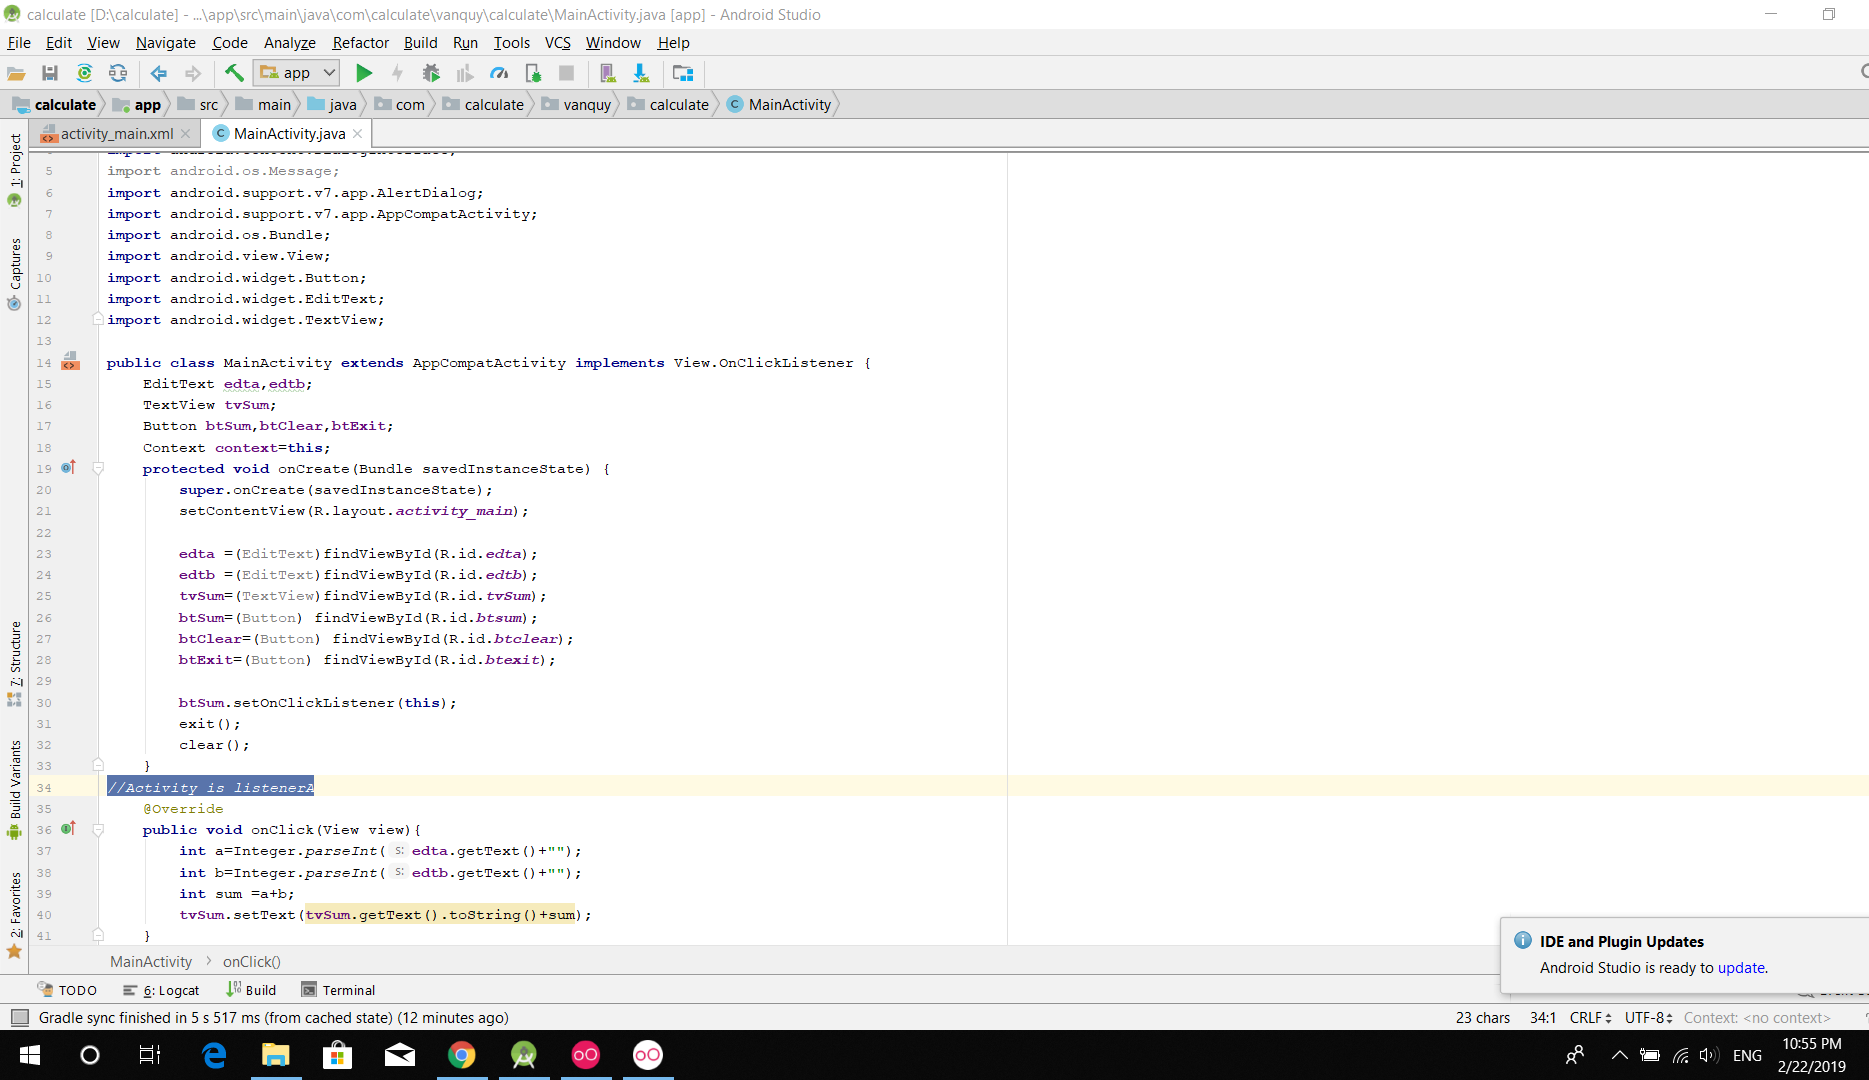 calculate [D:\calculate] - ...\app\src\main\java\com\calculate\vanquy\calculate\MainActivity.java [app] - Android Studio
File Edit View Navigate Code Analyze Refactor Build Run Tools VCS Window Help
app
calculate app src main java com calculate vanquy calculate MainActivity
activity_main.xml MainActivity.java
1: Project
Captures
7: Structure
Build Variants
2: Favorites
5 import android.os.Message;
6 import android.support.v7.app.AlertDialog;
7 import android.support.v7.app.AppCompatActivity;
8 import android.os.Bundle;
9 import android.view.View;
10 import android.widget.Button;
11 import android.widget.EditText;
12 import android.widget.TextView;
13
14 public class MainActivity extends AppCompatActivity implements View.OnClickListener {
15 EditText edta,edtb;
16 TextView tvSum;
17 Button btSum,btClear,btExit;
18 Context context=this;
19 protected void onCreate(Bundle savedInstanceState) {
20 super.onCreate(savedInstanceState);
21 setContentView(R.layout.activity_main);
22
23 edta =(EditText)findViewById(R.id.edta);
24 edtb =(EditText)findViewById(R.id.edtb);
25 tvSum=(TextView)findViewById(R.id.tvSum);
26 btSum=(Button) findViewById(R.id.btsum);
27 btClear=(Button) findViewById(R.id.btclear);
28 btExit=(Button) findViewById(R.id.btexit);
29
30 btSum.setOnClickListener(this);
31 exit();
32 clear();
33 }
34 //Activity is listenerA
35 @Override
36 public void onClick(View view){
37 int a=Integer.parseInt( s: edta.getText()+"");
38 int b=Integer.parseInt( s: edtb.getText()+"");
39 int sum =a+b;
40 tvSum.setText(tvSum.getText().toString()+sum);
41 }
MainActivity > onClick()
IDE and Plugin Updates
Android Studio is ready to update.
TODO 6: Logcat Build Terminal
Gradle sync finished in 5 s 517 ms (from cached state) (12 minutes ago) 23 chars 34:1 CRLF UTF-8 Context: <no context>
ENG
10:55 PM
2/22/2019